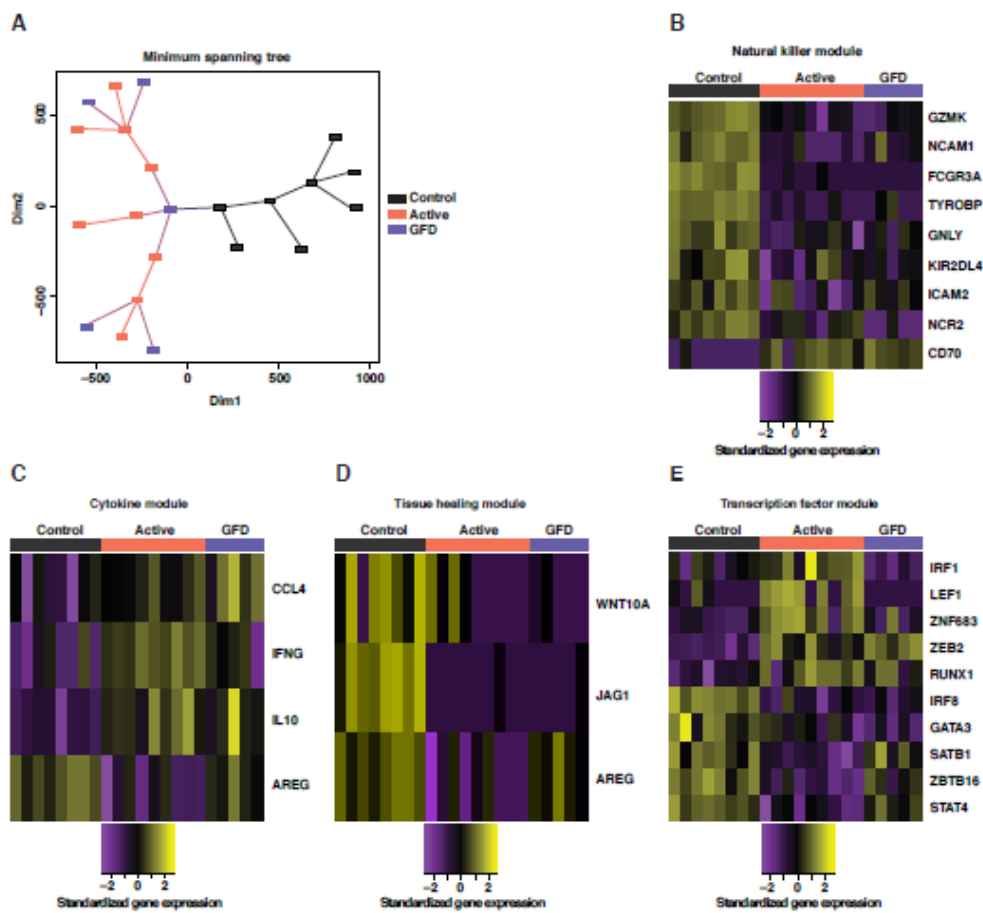 A
Minimum spanning tree
500
0
−500
Dim2
−500 0 500 1000
Dim1
Control
Active
GFD
B
Natural killer module
Control Active GFD
GZMK
NCAM1
FCGR3A
TYROBP
GNLY
KIR2DL4
ICAM2
NCR2
CD70
−2 0 2
Standardized gene expression
C
Cytokine module
Control Active GFD
CCL4
IFNG
IL10
AREG
−2 0 2
Standardized gene expression
D
Tissue healing module
Control Active GFD
WNT10A
JAG1
AREG
−2 0 2
Standardized gene expression
E
Transcription factor module
Control Active GFD
IRF1
LEF1
ZNF683
ZEB2
RUNX1
IRF8
GATA3
SATB1
ZBTB16
STAT4
−2 0 2
Standardized gene expression